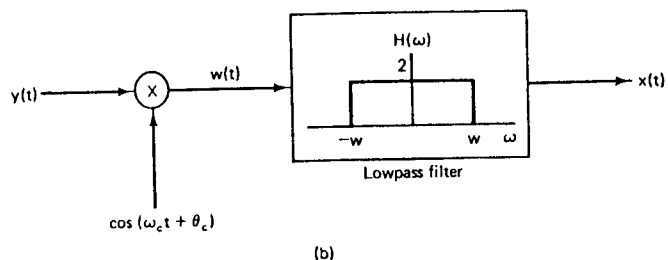 H(ω)
2
w(t)
y(t)
X
x(t)
−w
w
ω
Lowpass filter
cos (ω_c t + θ_c)
(b)